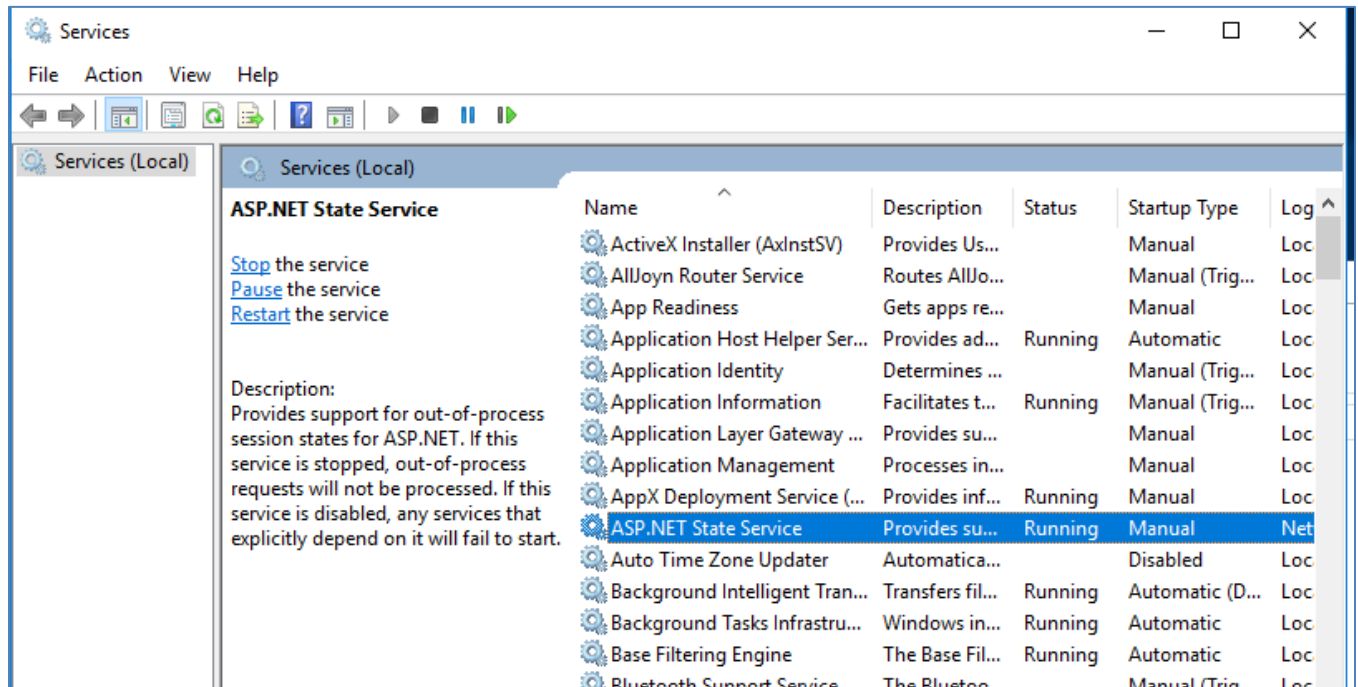 Services
File Action View Help
Services (Local)
Services (Local)
ASP.NET State Service
Stop the service
Pause the service
Restart the service
Description:
Provides support for out-of-process
session states for ASP.NET. If this
service is stopped, out-of-process
requests will not be processed. If this
service is disabled, any services that
explicitly depend on it will fail to start.
Name Description Status Startup Type Log
ActiveX Installer (AxInstSV) Provides Us... Manual Loc
AllJoyn Router Service Routes AllJo... Manual (Trig... Loc
App Readiness Gets apps re... Manual Loc
Application Host Helper Ser... Provides ad... Running Automatic Loc
Application Identity Determines ... Manual (Trig... Loc
Application Information Facilitates t... Running Manual (Trig... Loc
Application Layer Gateway ... Provides su... Manual Loc
Application Management Processes in... Manual Loc
AppX Deployment Service (... Provides inf... Running Manual Loc
ASP.NET State Service Provides su... Running Manual Net
Auto Time Zone Updater Automatica... Disabled Loc
Background Intelligent Tran... Transfers fil... Running Automatic (D... Loc
Background Tasks Infrastru... Windows in... Running Automatic Loc
Base Filtering Engine The Base Fil... Running Automatic Loc
Bluetooth Support Service The Bluetoo... Manual (Trig... Loc